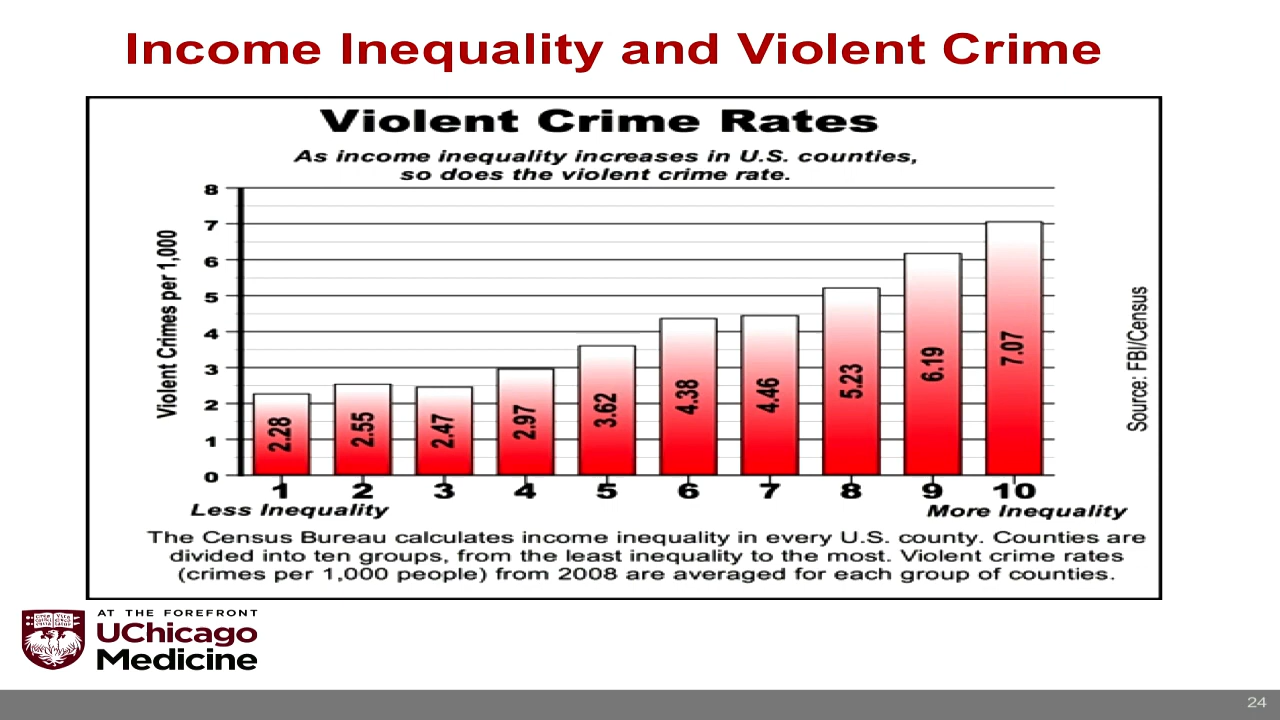 Income Inequality and Violent Crime
Violent Crime Rates
As income inequality increases in U.S. counties,
so does the violent crime rate.
Violent Crimes per 1,000
8
7
6
5
4
3
2
1
0
2.28
2.55
2.47
2.97
3.62
4.38
4.46
5.23
6.19
7.07
1 2 3 4 5 6 7 8 9 10
Less Inequality More Inequality
Source: FBI/Census
The Census Bureau calculates income inequality in every U.S. county. Counties are
divided into ten groups, from the least inequality to the most. Violent crime rates
(crimes per 1,000 people) from 2008 are averaged for each group of counties.
AT THE FOREFRONT
UChicago
Medicine
24